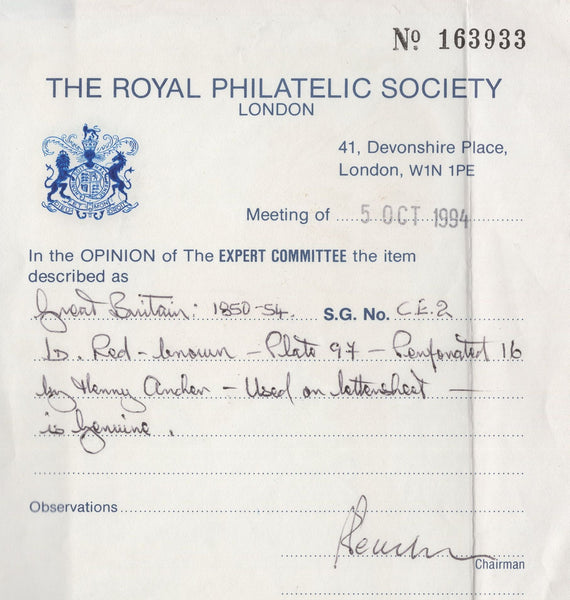 Nº 163933
THE ROYAL PHILATELIC SOCIETY
LONDON
41, Devonshire Place,
London, W1N 1PE
Meeting of 5 OCT 1994
In the OPINION of The EXPERT COMMITTEE the item
described as
Great Britain: 1850-54. S.G. No. C.E.2
1D. Red-brown - Plate 97 - Perforated 16
by Henry Archer - Used on lettersheet -
is genuine.
Observations
Chairman